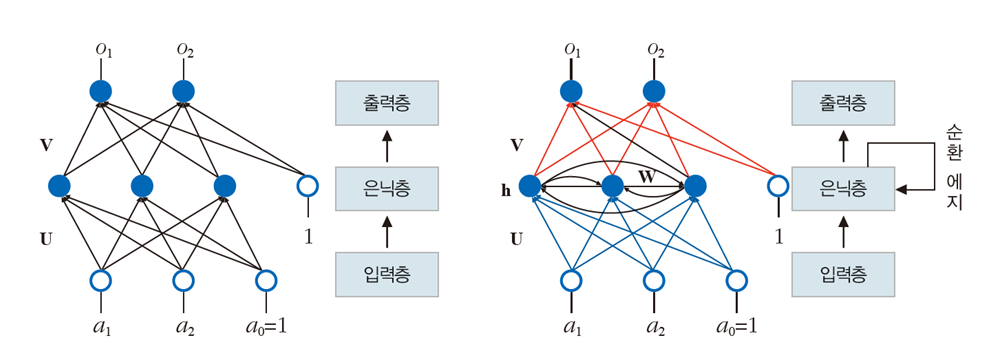 o1 o2
출력층
V
은닉층
1
U
입력층
a1 a2 a0=1
o1 o2
출력층
V
순환 에지
h
W
은닉층
1
U
입력층
a1 a2 a0=1